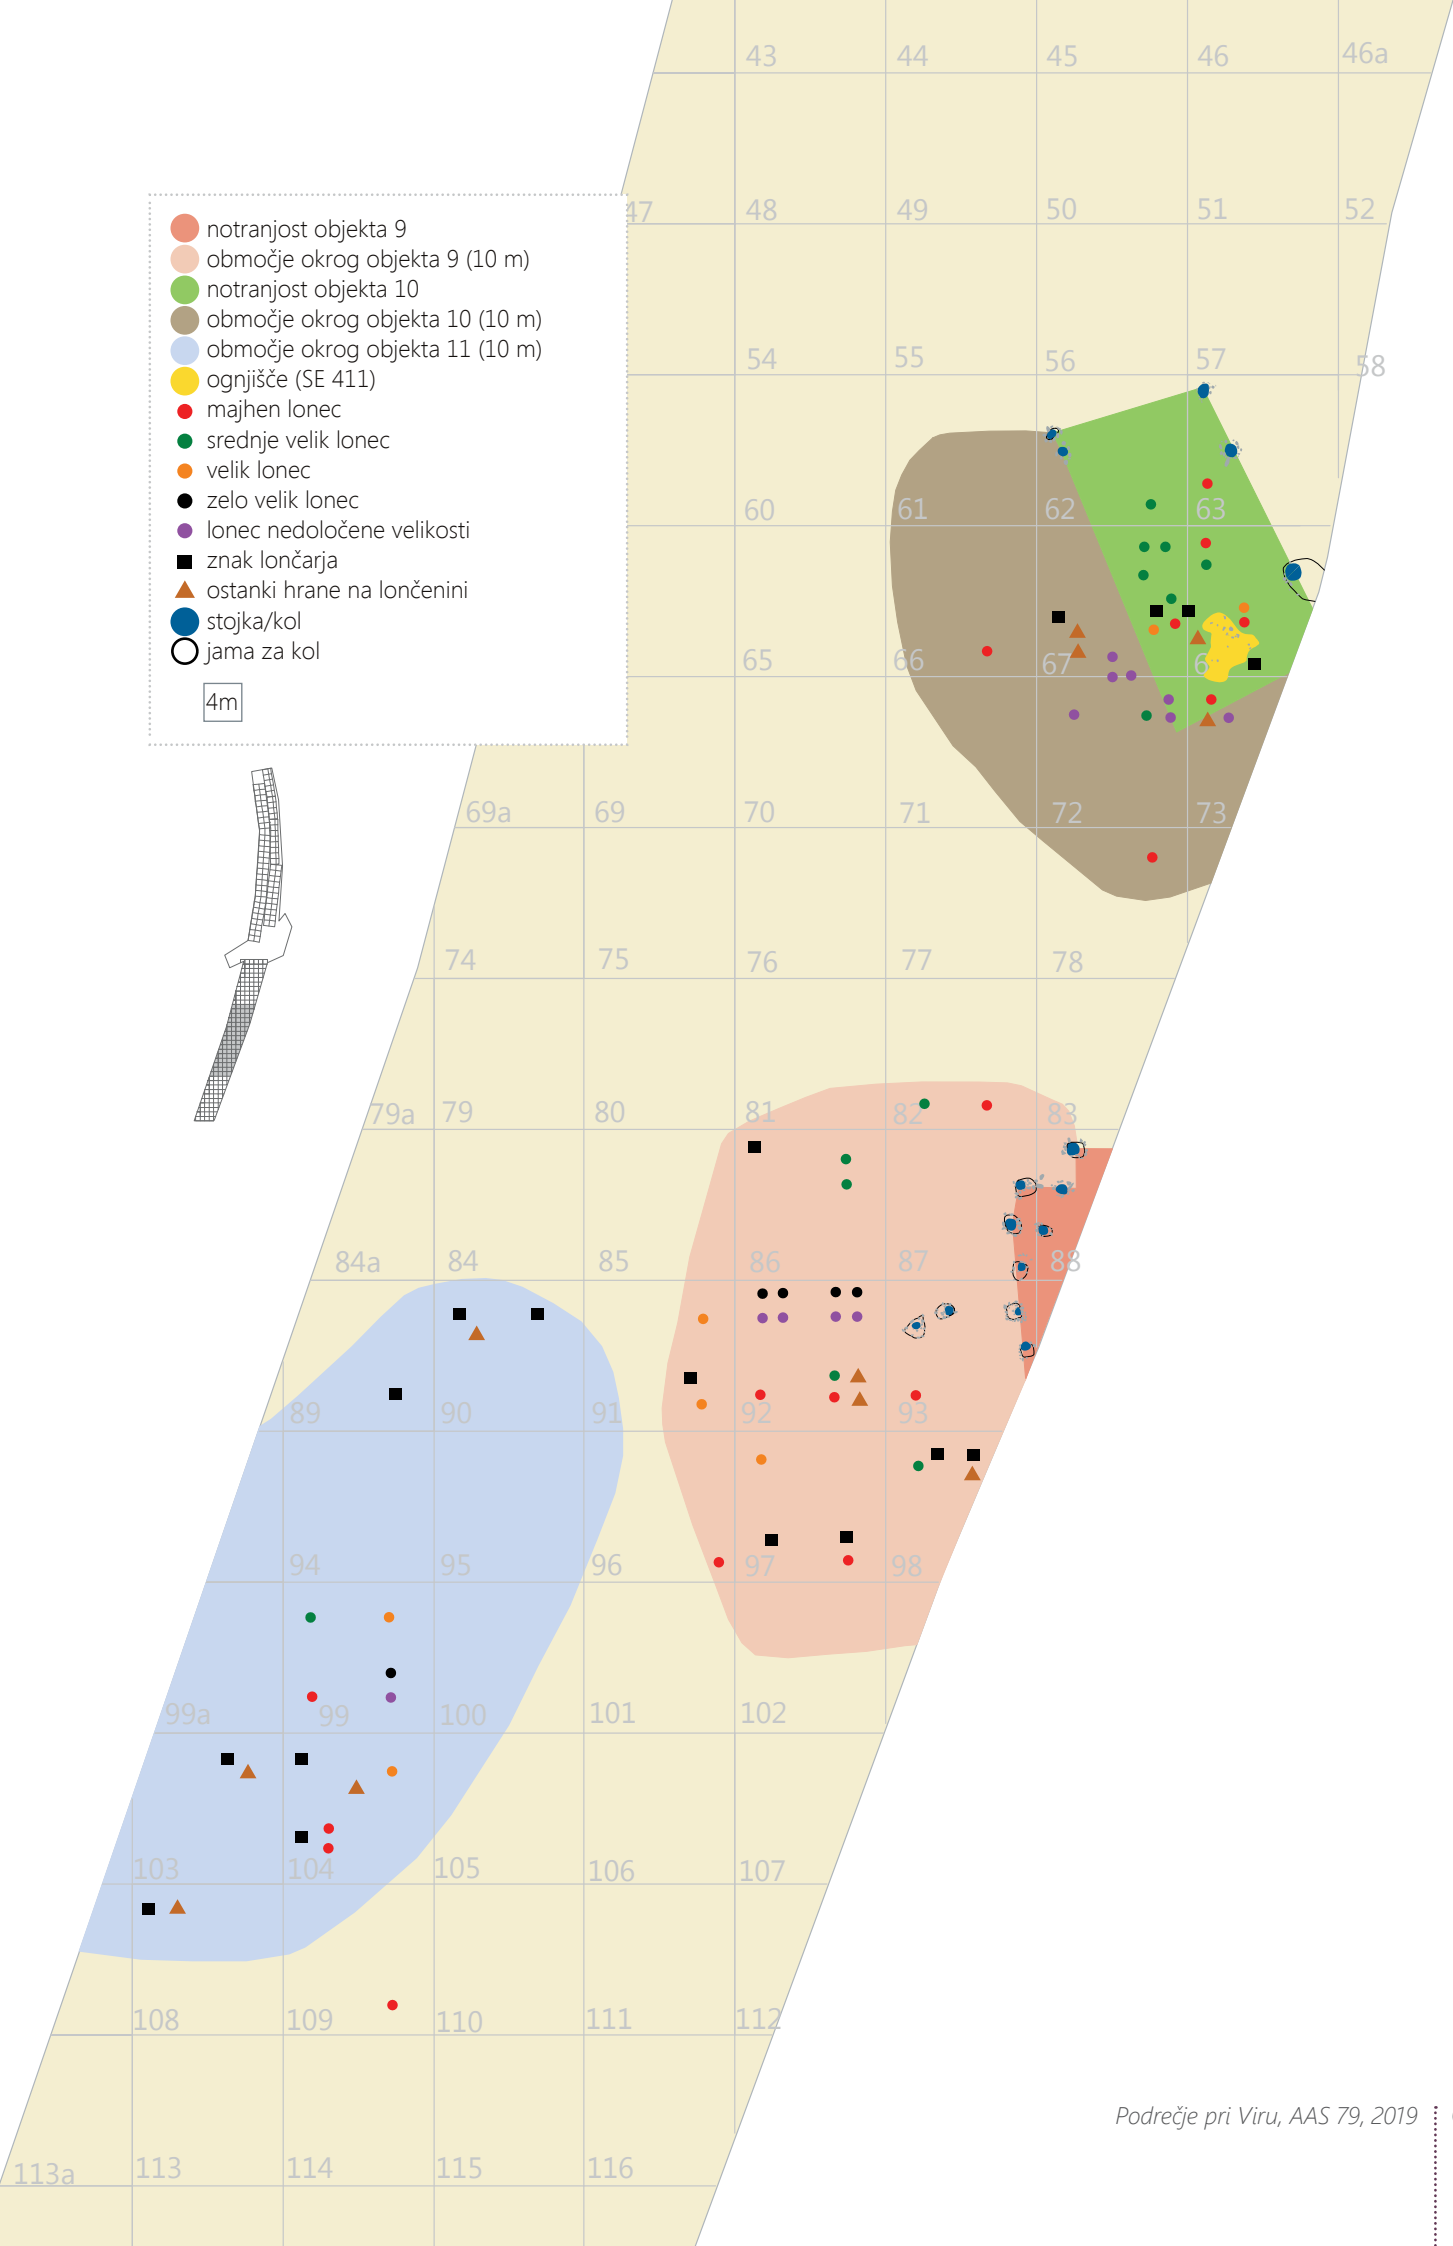 43 44 45 46 46a
47 48 49 50 51 52
notranjost objekta 9
območje okrog objekta 9 (10 m)
notranjost objekta 10
območje okrog objekta 10 (10 m)
območje okrog objekta 11 (10 m)
ognjišče (SE 411)
majhen lonec
srednje velik lonec
velik lonec
zelo velik lonec
lonec nedoločene velikosti
znak lončarja
ostanki hrane na lončenini
stojka/kol
jama za kol
4m
54 55 56 57 58
60 61 62 63
65 66 67
69a 69 70 71 72 73
74 75 76 77 78
79a 79 80 81 82 83
84a 84 85 86 87 88
89 90 91 92 93
94 95 96 97 98
99a 99 100 101 102
103 104 105 106 107
108 109 110 111 112
Podrečje pri Viru, AAS 79, 2019
113a 113 114 115 116